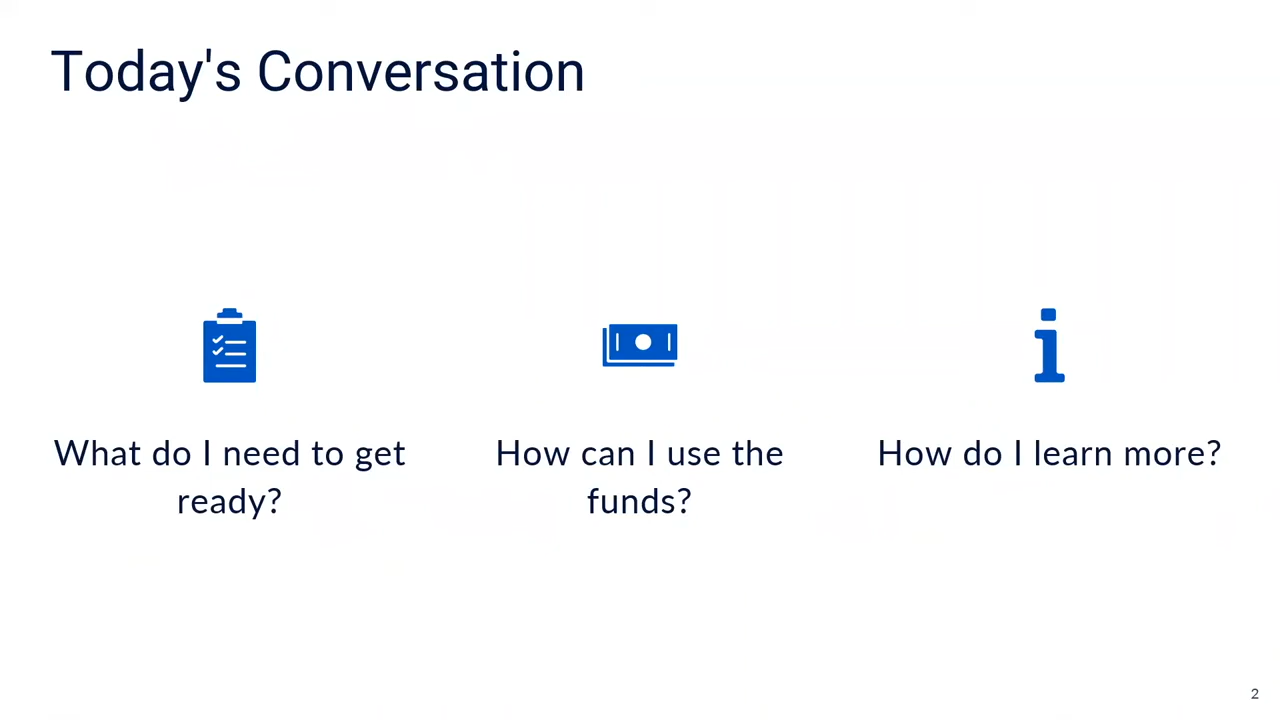 Today's Conversation
What do I need to get
ready?
How can I use the
funds?
How do I learn more?
2